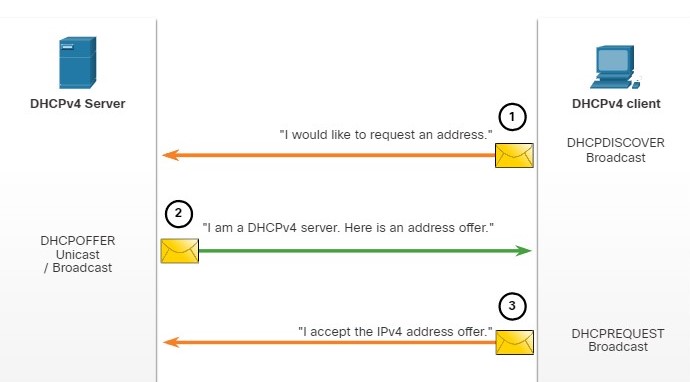 DHCPv4 Server
DHCPv4 client
1
"I would like to request an address."
DHCPDISCOVER
Broadcast
2
"I am a DHCPv4 server. Here is an address offer."
DHCPOFFER
Unicast
/ Broadcast
3
"I accept the IPv4 address offer."
DHCPREQUEST
Broadcast